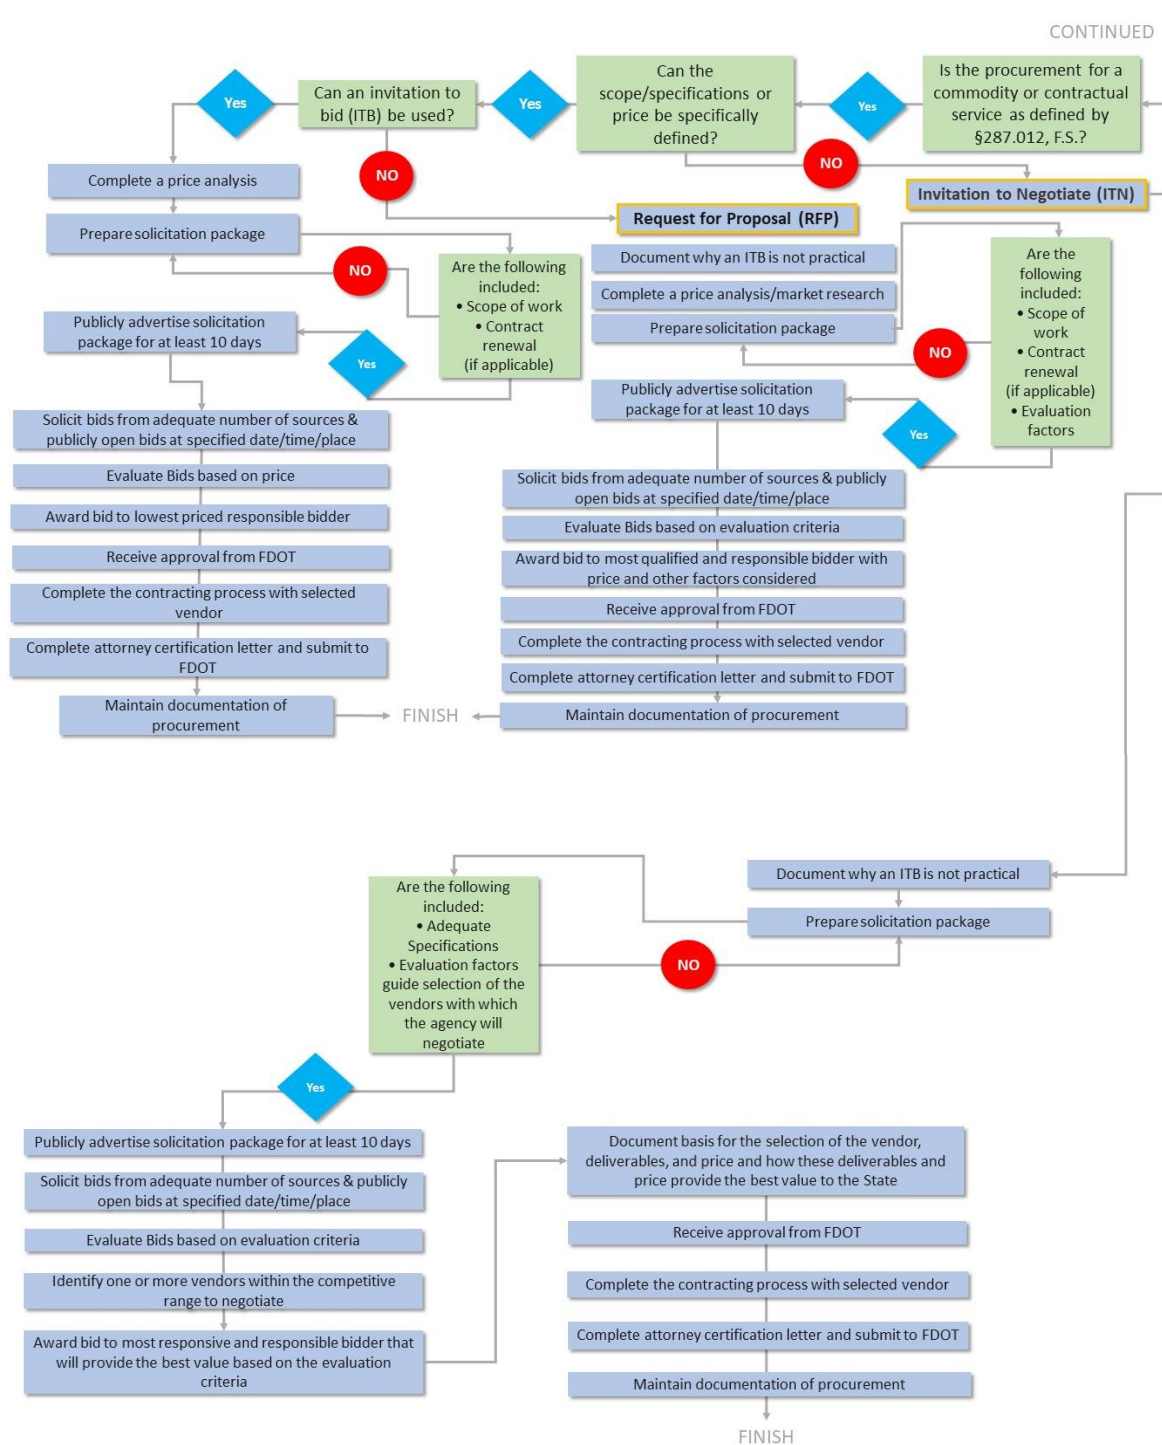 CONTINUED
Is the procurement for a
commodity or contractual
service as defined by
§287.012, F.S.?
Yes
Can the
scope/specifications or
price be specifically
defined?
Yes
Can an invitation to
bid (ITB) be used?
Yes
NO
Invitation to Negotiate (ITN)
NO
Request for Proposal (RFP)
Complete a price analysis
Prepare solicitation package
NO
Are the following
included:
• Scope of work
• Contract
renewal
(if applicable)
Yes
Publicly advertise solicitation
package for at least 10 days
Solicit bids from adequate number of sources &
publicly open bids at specified date/time/place
Evaluate Bids based on price
Award bid to lowest priced responsible bidder
Receive approval from FDOT
Complete the contracting process with selected
vendor
Complete attorney certification letter and submit to
FDOT
Maintain documentation of
procurement
FINISH
Document why an ITB is not practical
Complete a price analysis/market research
Prepare solicitation package
NO
Are the
following
included:
• Scope of
work
• Contract
renewal
(if applicable)
• Evaluation
factors
Yes
Publicly advertise solicitation
package for at least 10 days
Solicit bids from adequate number of sources & publicly
open bids at specified date/time/place
Evaluate Bids based on evaluation criteria
Award bid to most qualified and responsible bidder with
price and other factors considered
Receive approval from FDOT
Complete the contracting process with selected vendor
Complete attorney certification letter and submit to FDOT
Maintain documentation of procurement
Document why an ITB is not practical
Prepare solicitation package
NO
Are the following
included:
• Adequate
Specifications
• Evaluation factors
guide selection of the
vendors with which
the agency will
negotiate
Yes
Publicly advertise solicitation package for at least 10 days
Solicit bids from adequate number of sources & publicly
open bids at specified date/time/place
Evaluate Bids based on evaluation criteria
Identify one or more vendors within the competitive
range to negotiate
Award bid to most responsive and responsible bidder that
will provide the best value based on the evaluation
criteria
Document basis for the selection of the vendor,
deliverables, and price and how these deliverables and
price provide the best value to the State
Receive approval from FDOT
Complete the contracting process with selected vendor
Complete attorney certification letter and submit to FDOT
Maintain documentation of procurement
FINISH